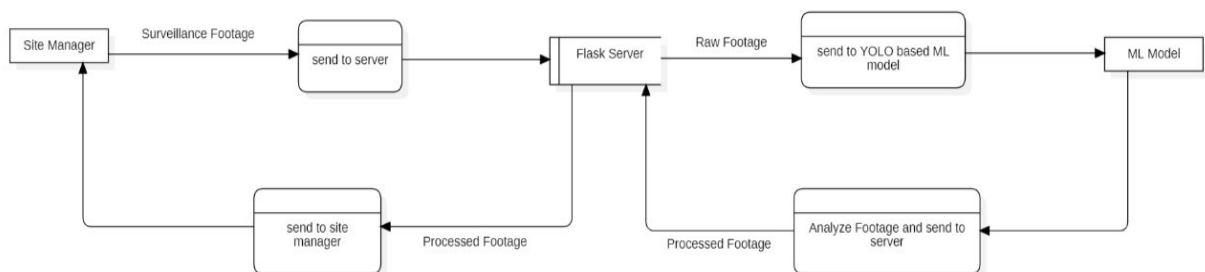 Site Manager
Surveillance Footage
send to server
Flask Server
Raw Footage
send to YOLO based ML
model
ML Model
send to site
manager
Processed Footage
Processed Footage
Analyze Footage and send to
server